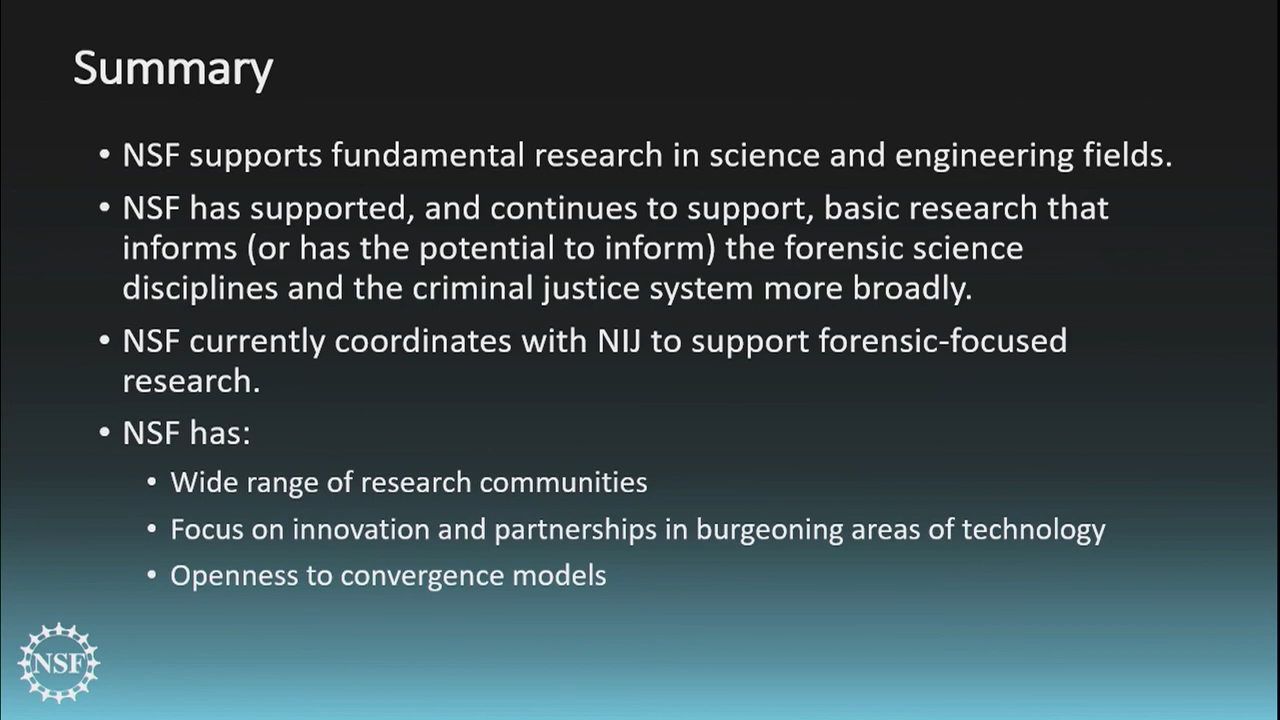 Summary
• NSF supports fundamental research in science and engineering fields.
• NSF has supported, and continues to support, basic research that
informs (or has the potential to inform) the forensic science
disciplines and the criminal justice system more broadly.
• NSF currently coordinates with NIJ to support forensic-focused
research.
• NSF has:
• Wide range of research communities
• Focus on innovation and partnerships in burgeoning areas of technology
• Openness to convergence models
NSF